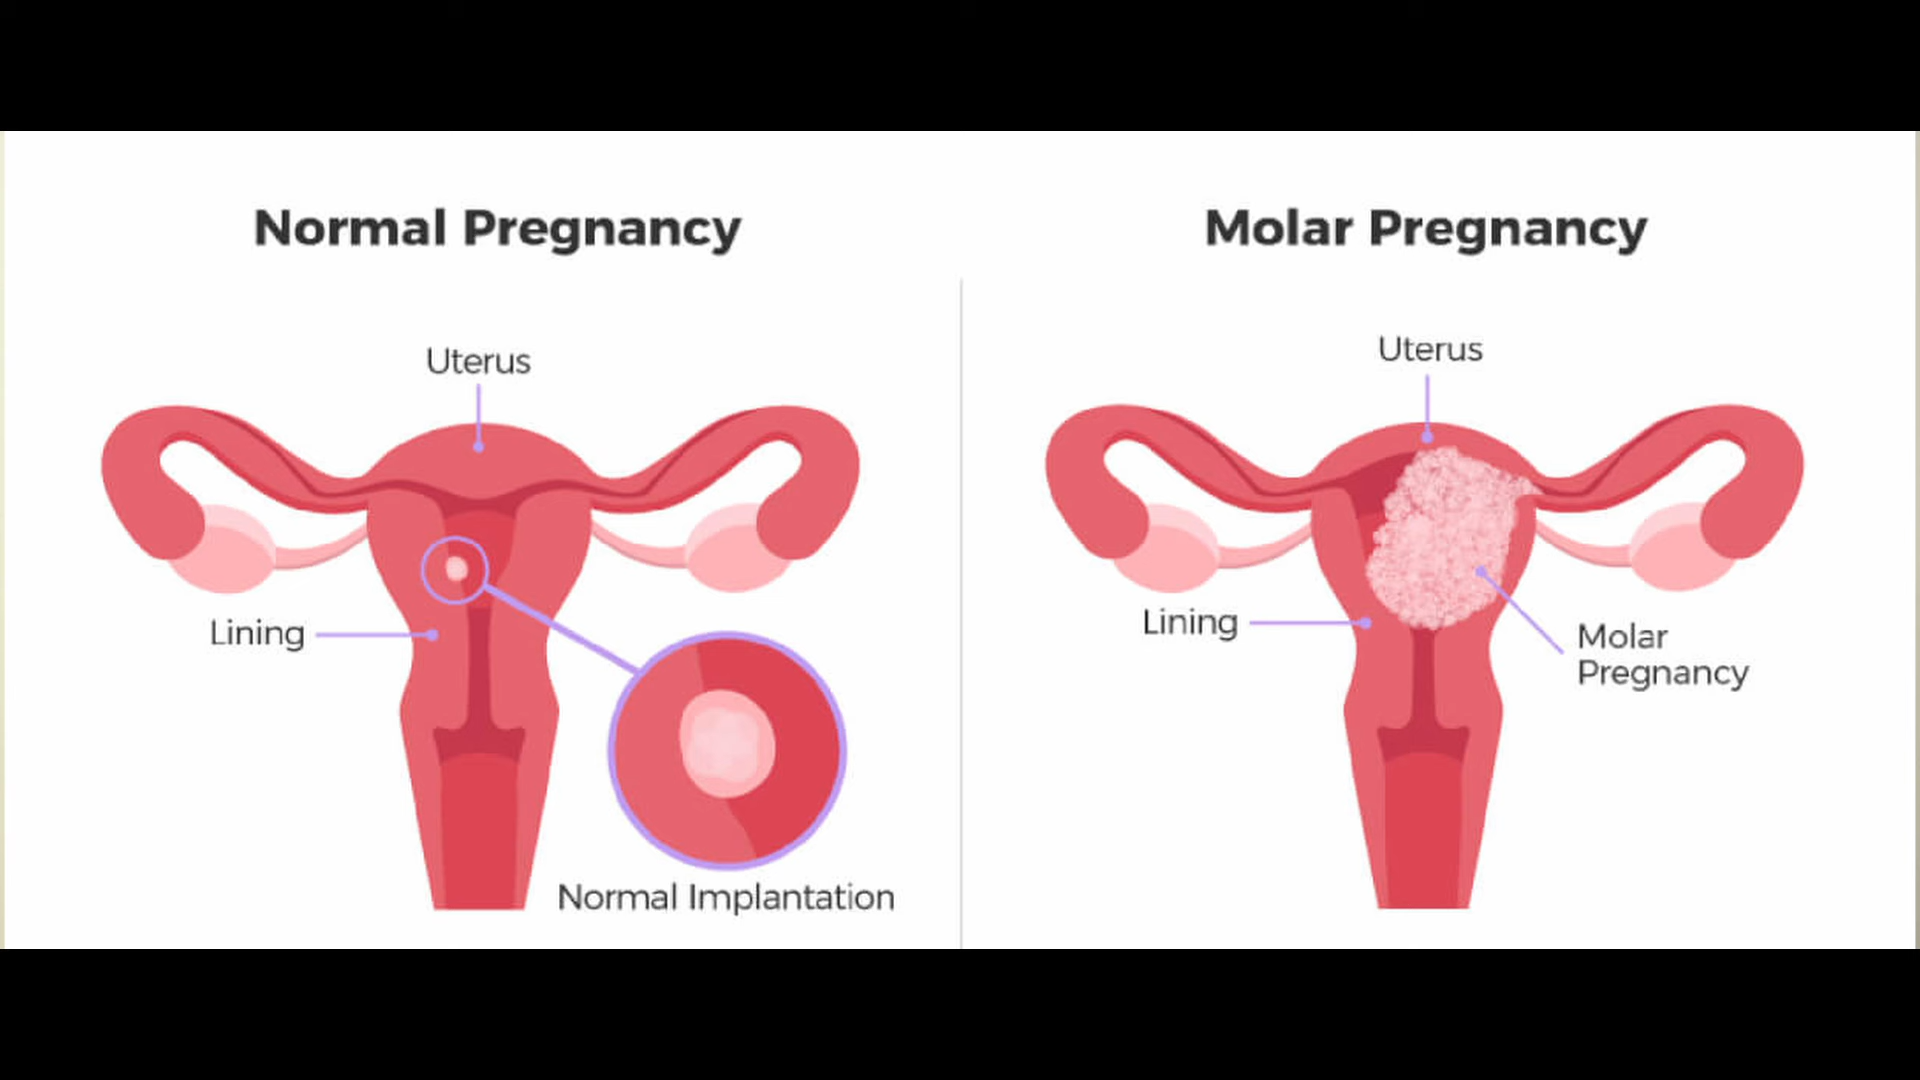 Normal Pregnancy
Uterus
Lining
Normal Implantation
Molar Pregnancy
Uterus
Lining
Molar
Pregnancy